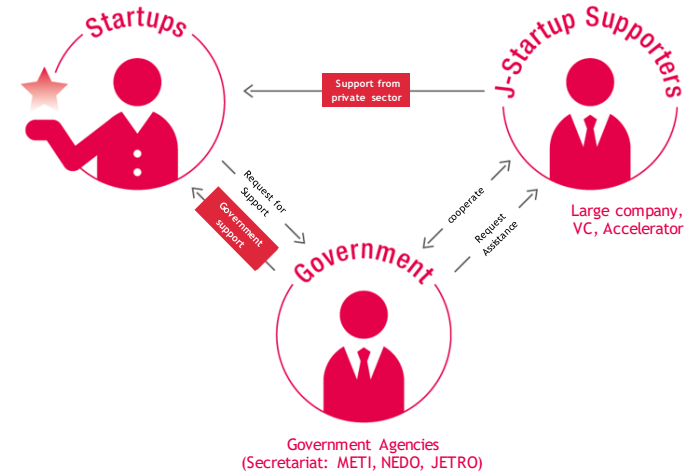 Startups
J-Startup Supporters
Support from
private sector
Request for
Support
Government
support
cooperate
Request
Assistance
Large company,
VC, Accelerator
Government
Government Agencies
(Secretariat: METI, NEDO, JETRO)